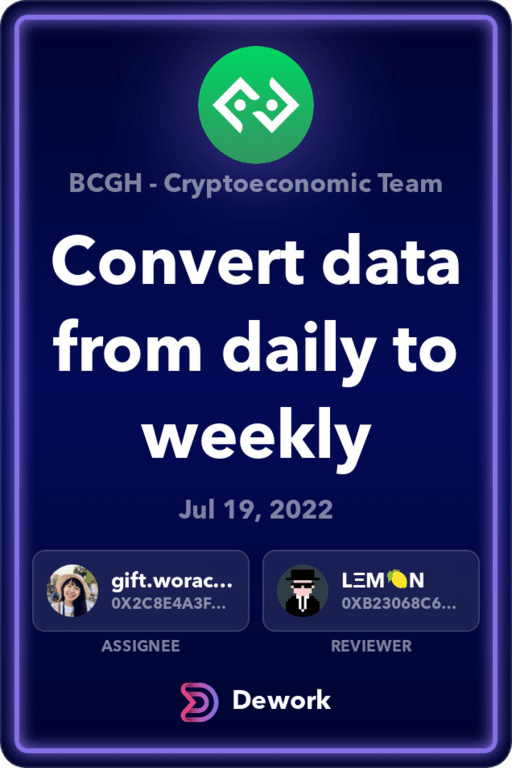 BCGH - Cryptoeconomic Team
Convert data
from daily to
weekly
Jul 19, 2022
gift.worac...
0X2C8E4A3F...
ASSIGNEE
LΞM🍋N
0XB23068C6...
REVIEWER
Dework